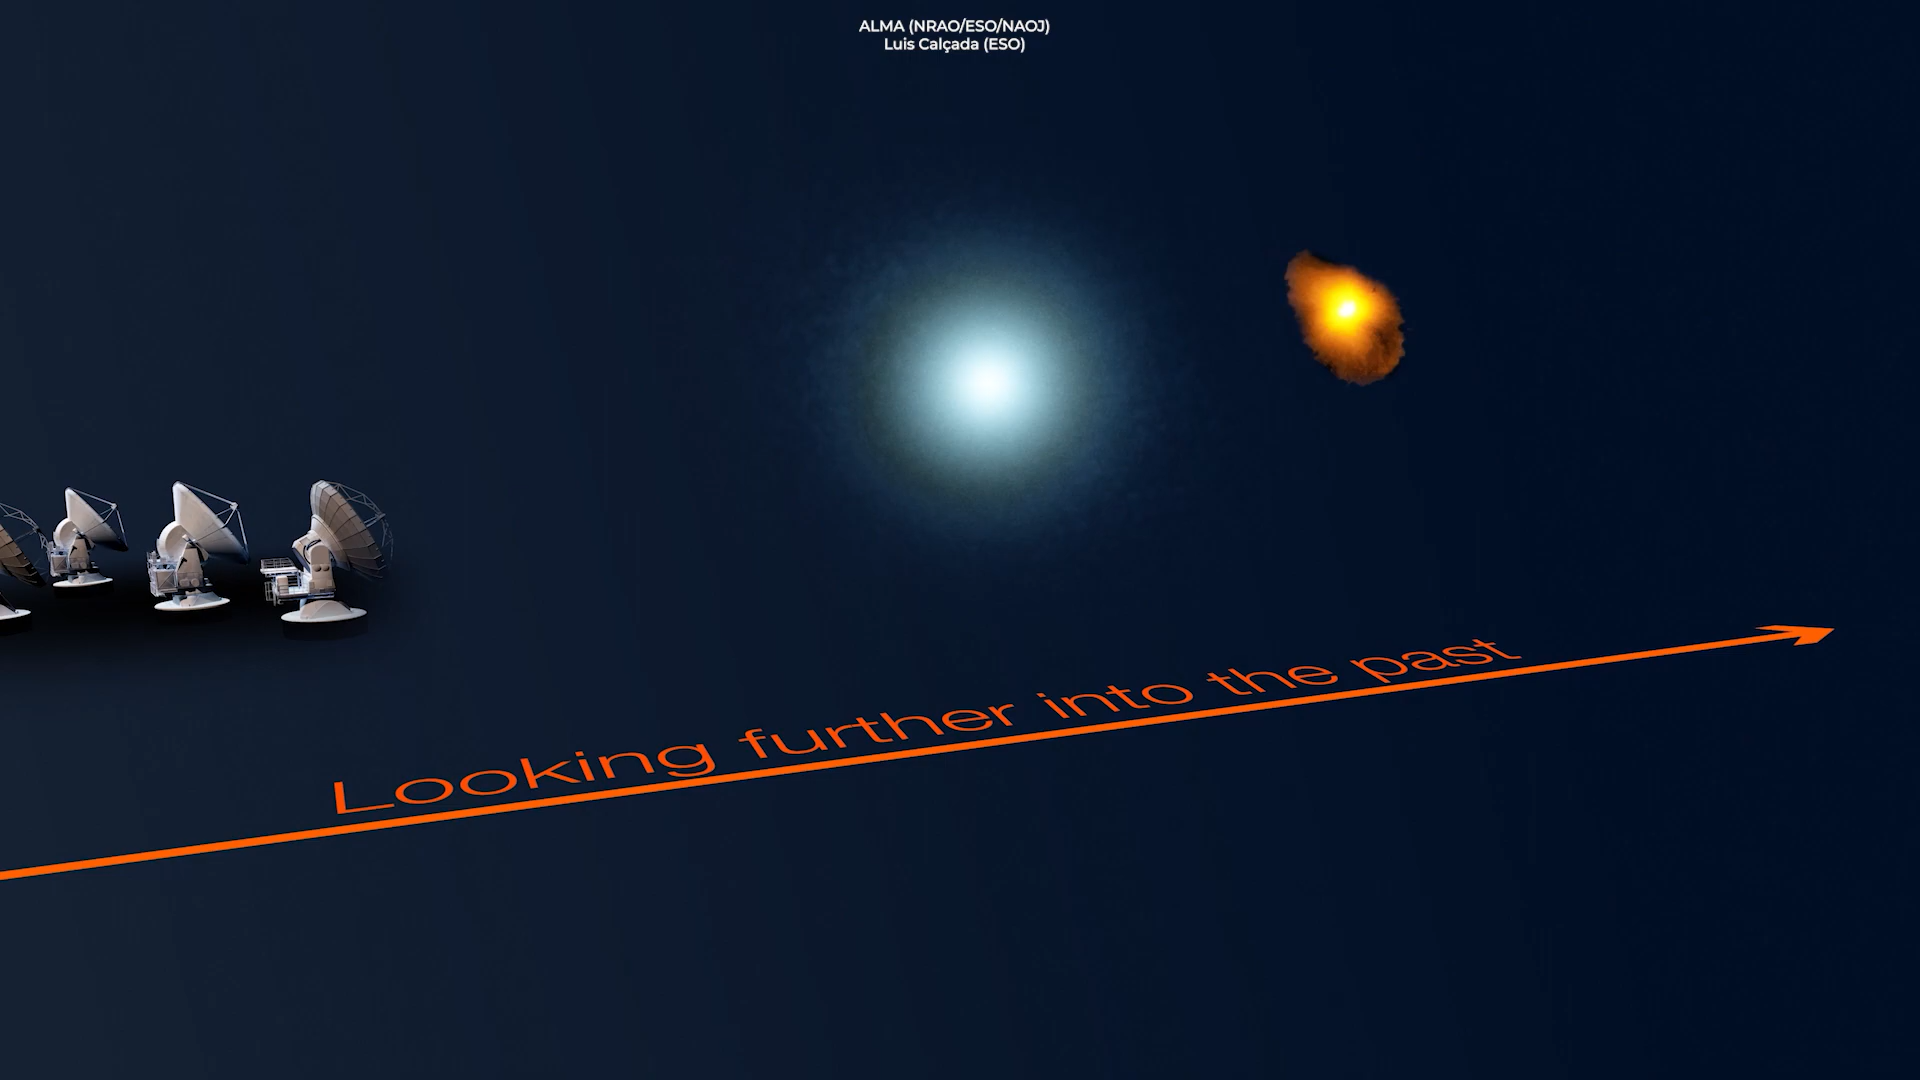 ALMA (NRAO/ESO/NAOJ)
Luis Calçada (ESO)
Looking further into the past